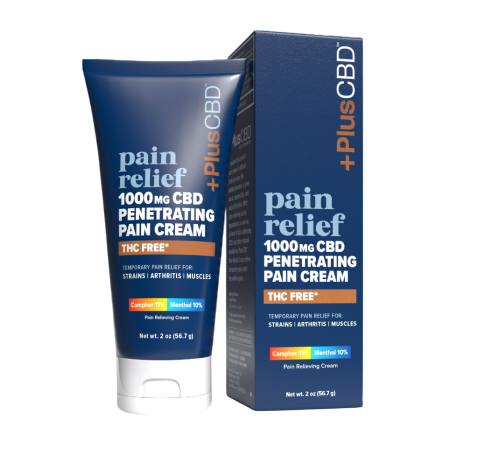 +PlusCBD™
pain
relief
1000MG CBD
PENETRATING
PAIN CREAM
THC FREE*
TEMPORARY PAIN RELIEF FOR:
STRAINS | ARTHRITIS | MUSCLES
Camphor 11% Menthol 10%
Pain Relieving Cream
Net wt. 2 oz (56.7 g)
+PlusCBD™
pain
relief
1000MG CBD
PENETRATING
PAIN CREAM
THC FREE*
TEMPORARY PAIN RELIEF FOR:
STRAINS | ARTHRITIS | MUSCLES
Camphor 11% Menthol 10%
Pain Relieving Cream
Net wt. 2 oz (56.7 g)
+PlusCBD